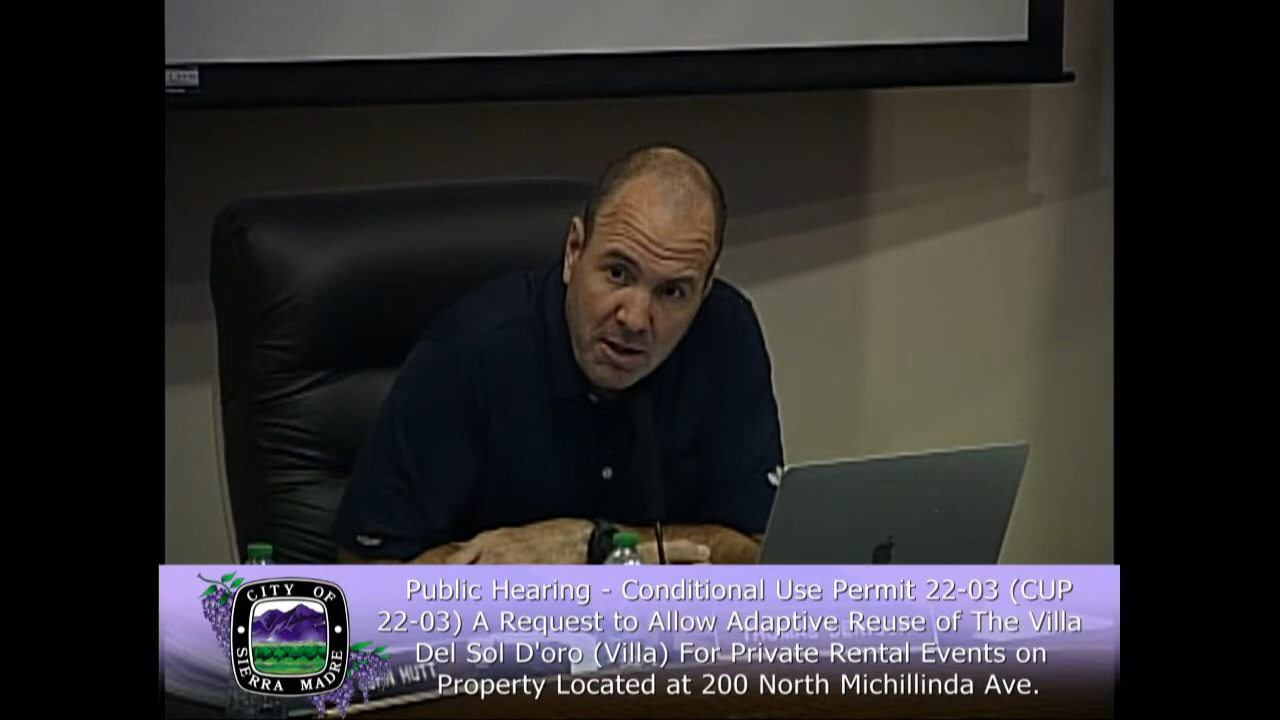 Public Hearing - Conditional Use Permit 22-03 (CUP
22-03) A Request to Allow Adaptive Reuse of The Villa
Del Sol D'oro (Villa) For Private Rental Events on
Property Located at 200 North Michillinda Ave.
CITY OF
SIERRA MADRE
HUTT